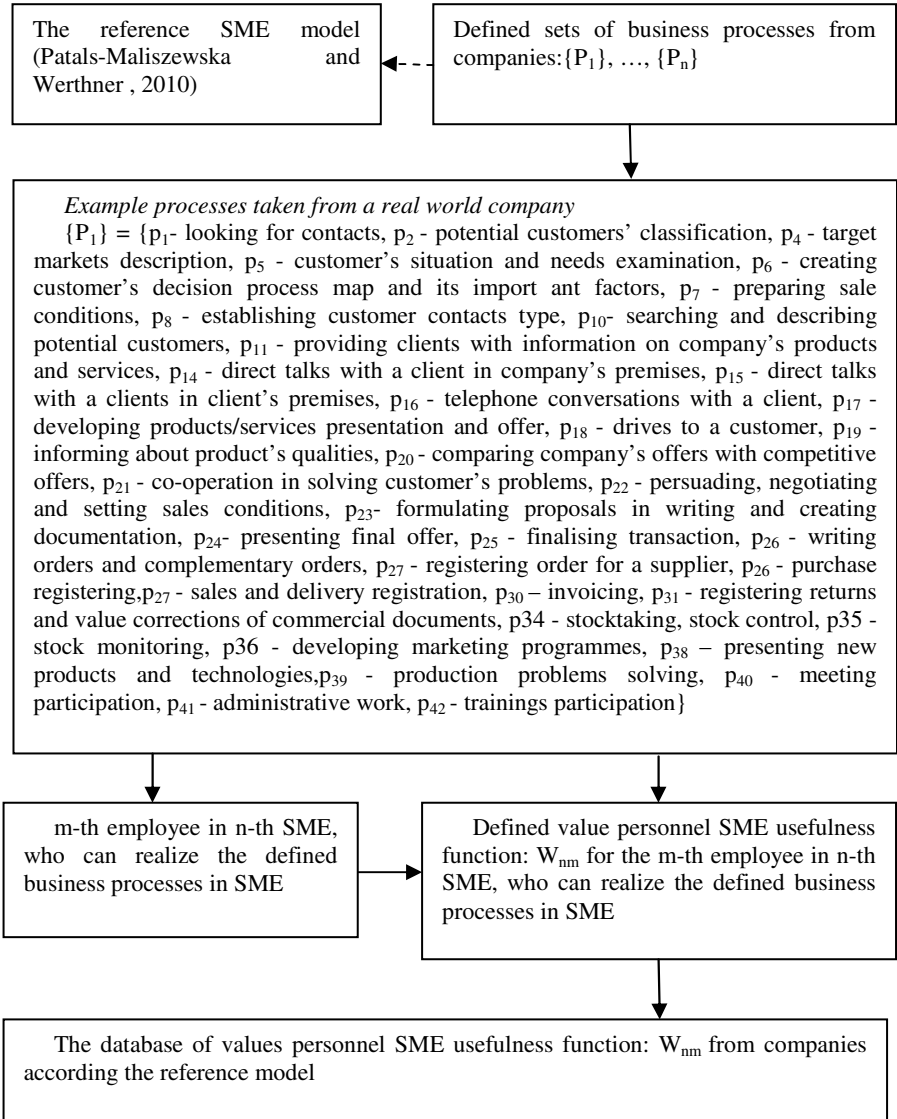 The reference SME model
(Patals-Maliszewska and
Werthner , 2010)
Defined sets of business processes from
companies:{P₁}, …, {Pₙ}
Example processes taken from a real world company
{P₁} = {p₁- looking for contacts, p₂ - potential customers’ classification, p₄ - target
markets description, p₅ - customer’s situation and needs examination, p₆ - creating
customer’s decision process map and its import ant factors, p₇ - preparing sale
conditions, p₈ - establishing customer contacts type, p₁₀- searching and describing
potential customers, p₁₁ - providing clients with information on company’s products
and services, p₁₄ - direct talks with a client in company’s premises, p₁₅ - direct talks
with a clients in client’s premises, p₁₆ - telephone conversations with a client, p₁₇ -
developing products/services presentation and offer, p₁₈ - drives to a customer, p₁₉ -
informing about product’s qualities, p₂₀ - comparing company’s offers with competitive
offers, p₂₁ - co-operation in solving customer’s problems, p₂₂ - persuading, negotiating
and setting sales conditions, p₂₃- formulating proposals in writing and creating
documentation, p₂₄- presenting final offer, p₂₅ - finalising transaction, p₂₆ - writing
orders and complementary orders, p₂₇ - registering order for a supplier, p₂₆ - purchase
registering,p₂₇ - sales and delivery registration, p₃₀ – invoicing, p₃₁ - registering returns
and value corrections of commercial documents, p34 - stocktaking, stock control, p35 -
stock monitoring, p36 - developing marketing programmes, p₃₈ – presenting new
products and technologies,p₃₉ - production problems solving, p₄₀ - meeting
participation, p₄₁ - administrative work, p₄₂ - trainings participation}
m-th employee in n-th SME,
who can realize the defined
business processes in SME
Defined value personnel SME usefulness
function: Wₙₘ for the m-th employee in n-th
SME, who can realize the defined business
processes in SME
The database of values personnel SME usefulness function: Wₙₘ from companies
according the reference model